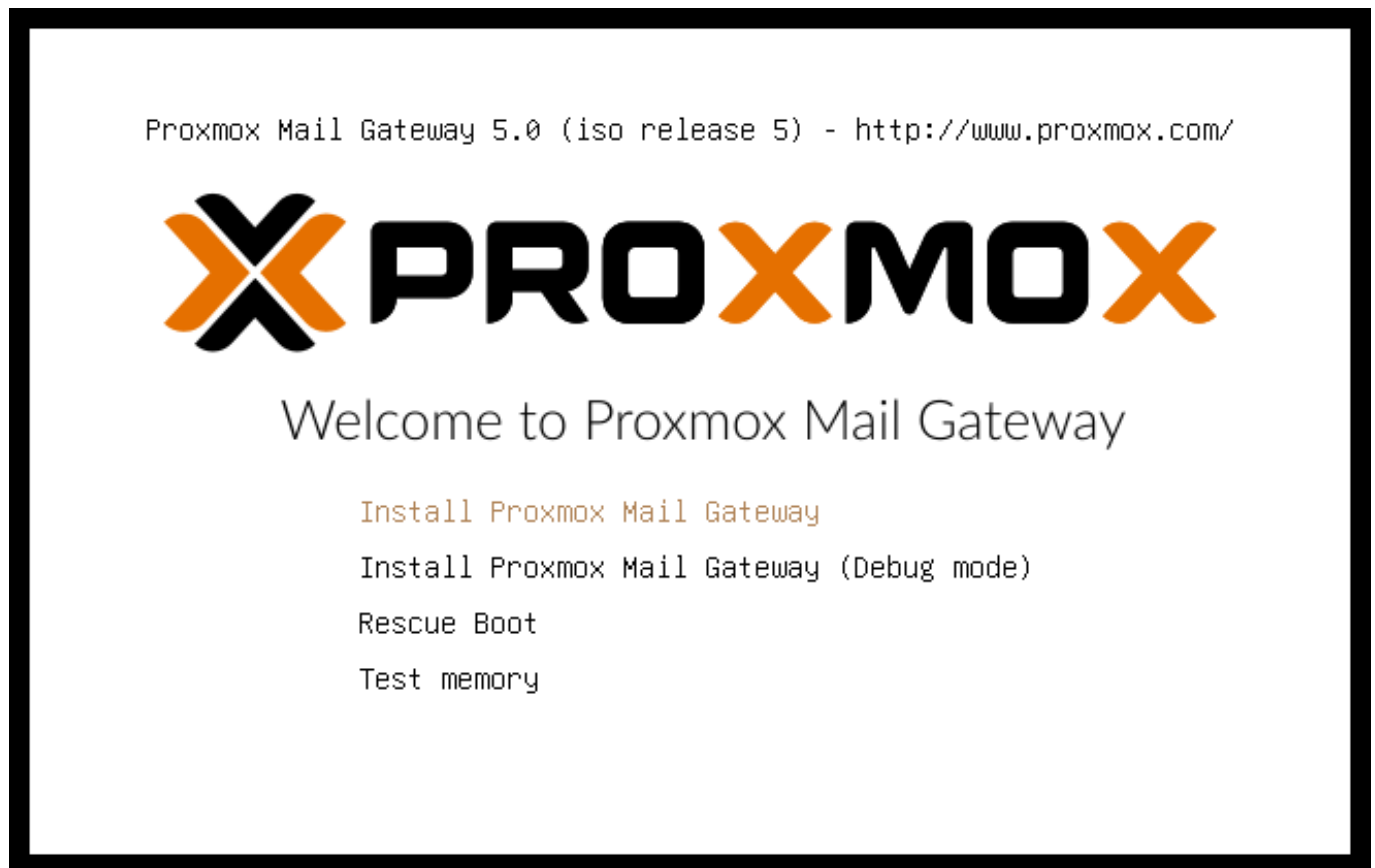 Proxmox Mail Gateway 5.0 (iso release 5) - http://www.proxmox.com/
PROXMOX
Welcome to Proxmox Mail Gateway
Install Proxmox Mail Gateway
Install Proxmox Mail Gateway (Debug mode)
Rescue Boot
Test memory